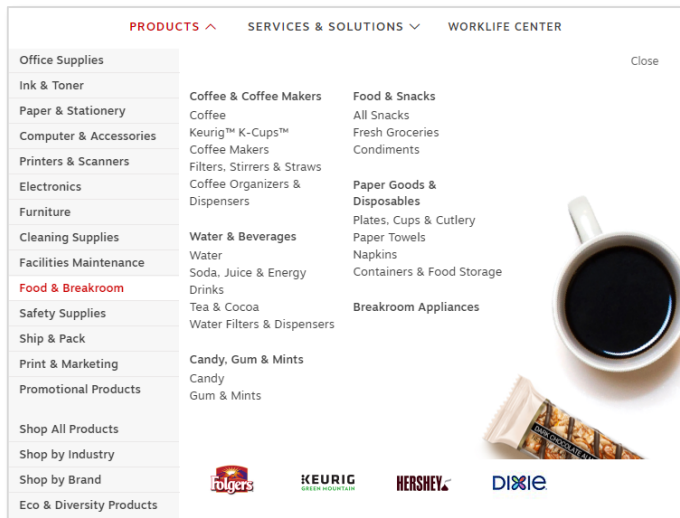 PRODUCTS
SERVICES & SOLUTIONS
WORKLIFE CENTER
Close
Office Supplies
Ink & Toner
Paper & Stationery
Computer & Accessories
Printers & Scanners
Electronics
Furniture
Cleaning Supplies
Facilities Maintenance
Food & Breakroom
Safety Supplies
Ship & Pack
Print & Marketing
Promotional Products
Shop All Products
Shop by Industry
Shop by Brand
Eco & Diversity Products
Coffee & Coffee Makers
Coffee
Keurig™ K-Cups™
Coffee Makers
Filters, Stirrers & Straws
Coffee Organizers &
Dispensers
Water & Beverages
Water
Soda, Juice & Energy
Drinks
Tea & Cocoa
Water Filters & Dispensers
Candy, Gum & Mints
Candy
Gum & Mints
Food & Snacks
All Snacks
Fresh Groceries
Condiments
Paper Goods &
Disposables
Plates, Cups & Cutlery
Paper Towels
Napkins
Containers & Food Storage
Breakroom Appliances
DARK CHOCOLATE
Folgers
KEURIG
GREEN MOUNTAIN
HERSHEY
DIXIE